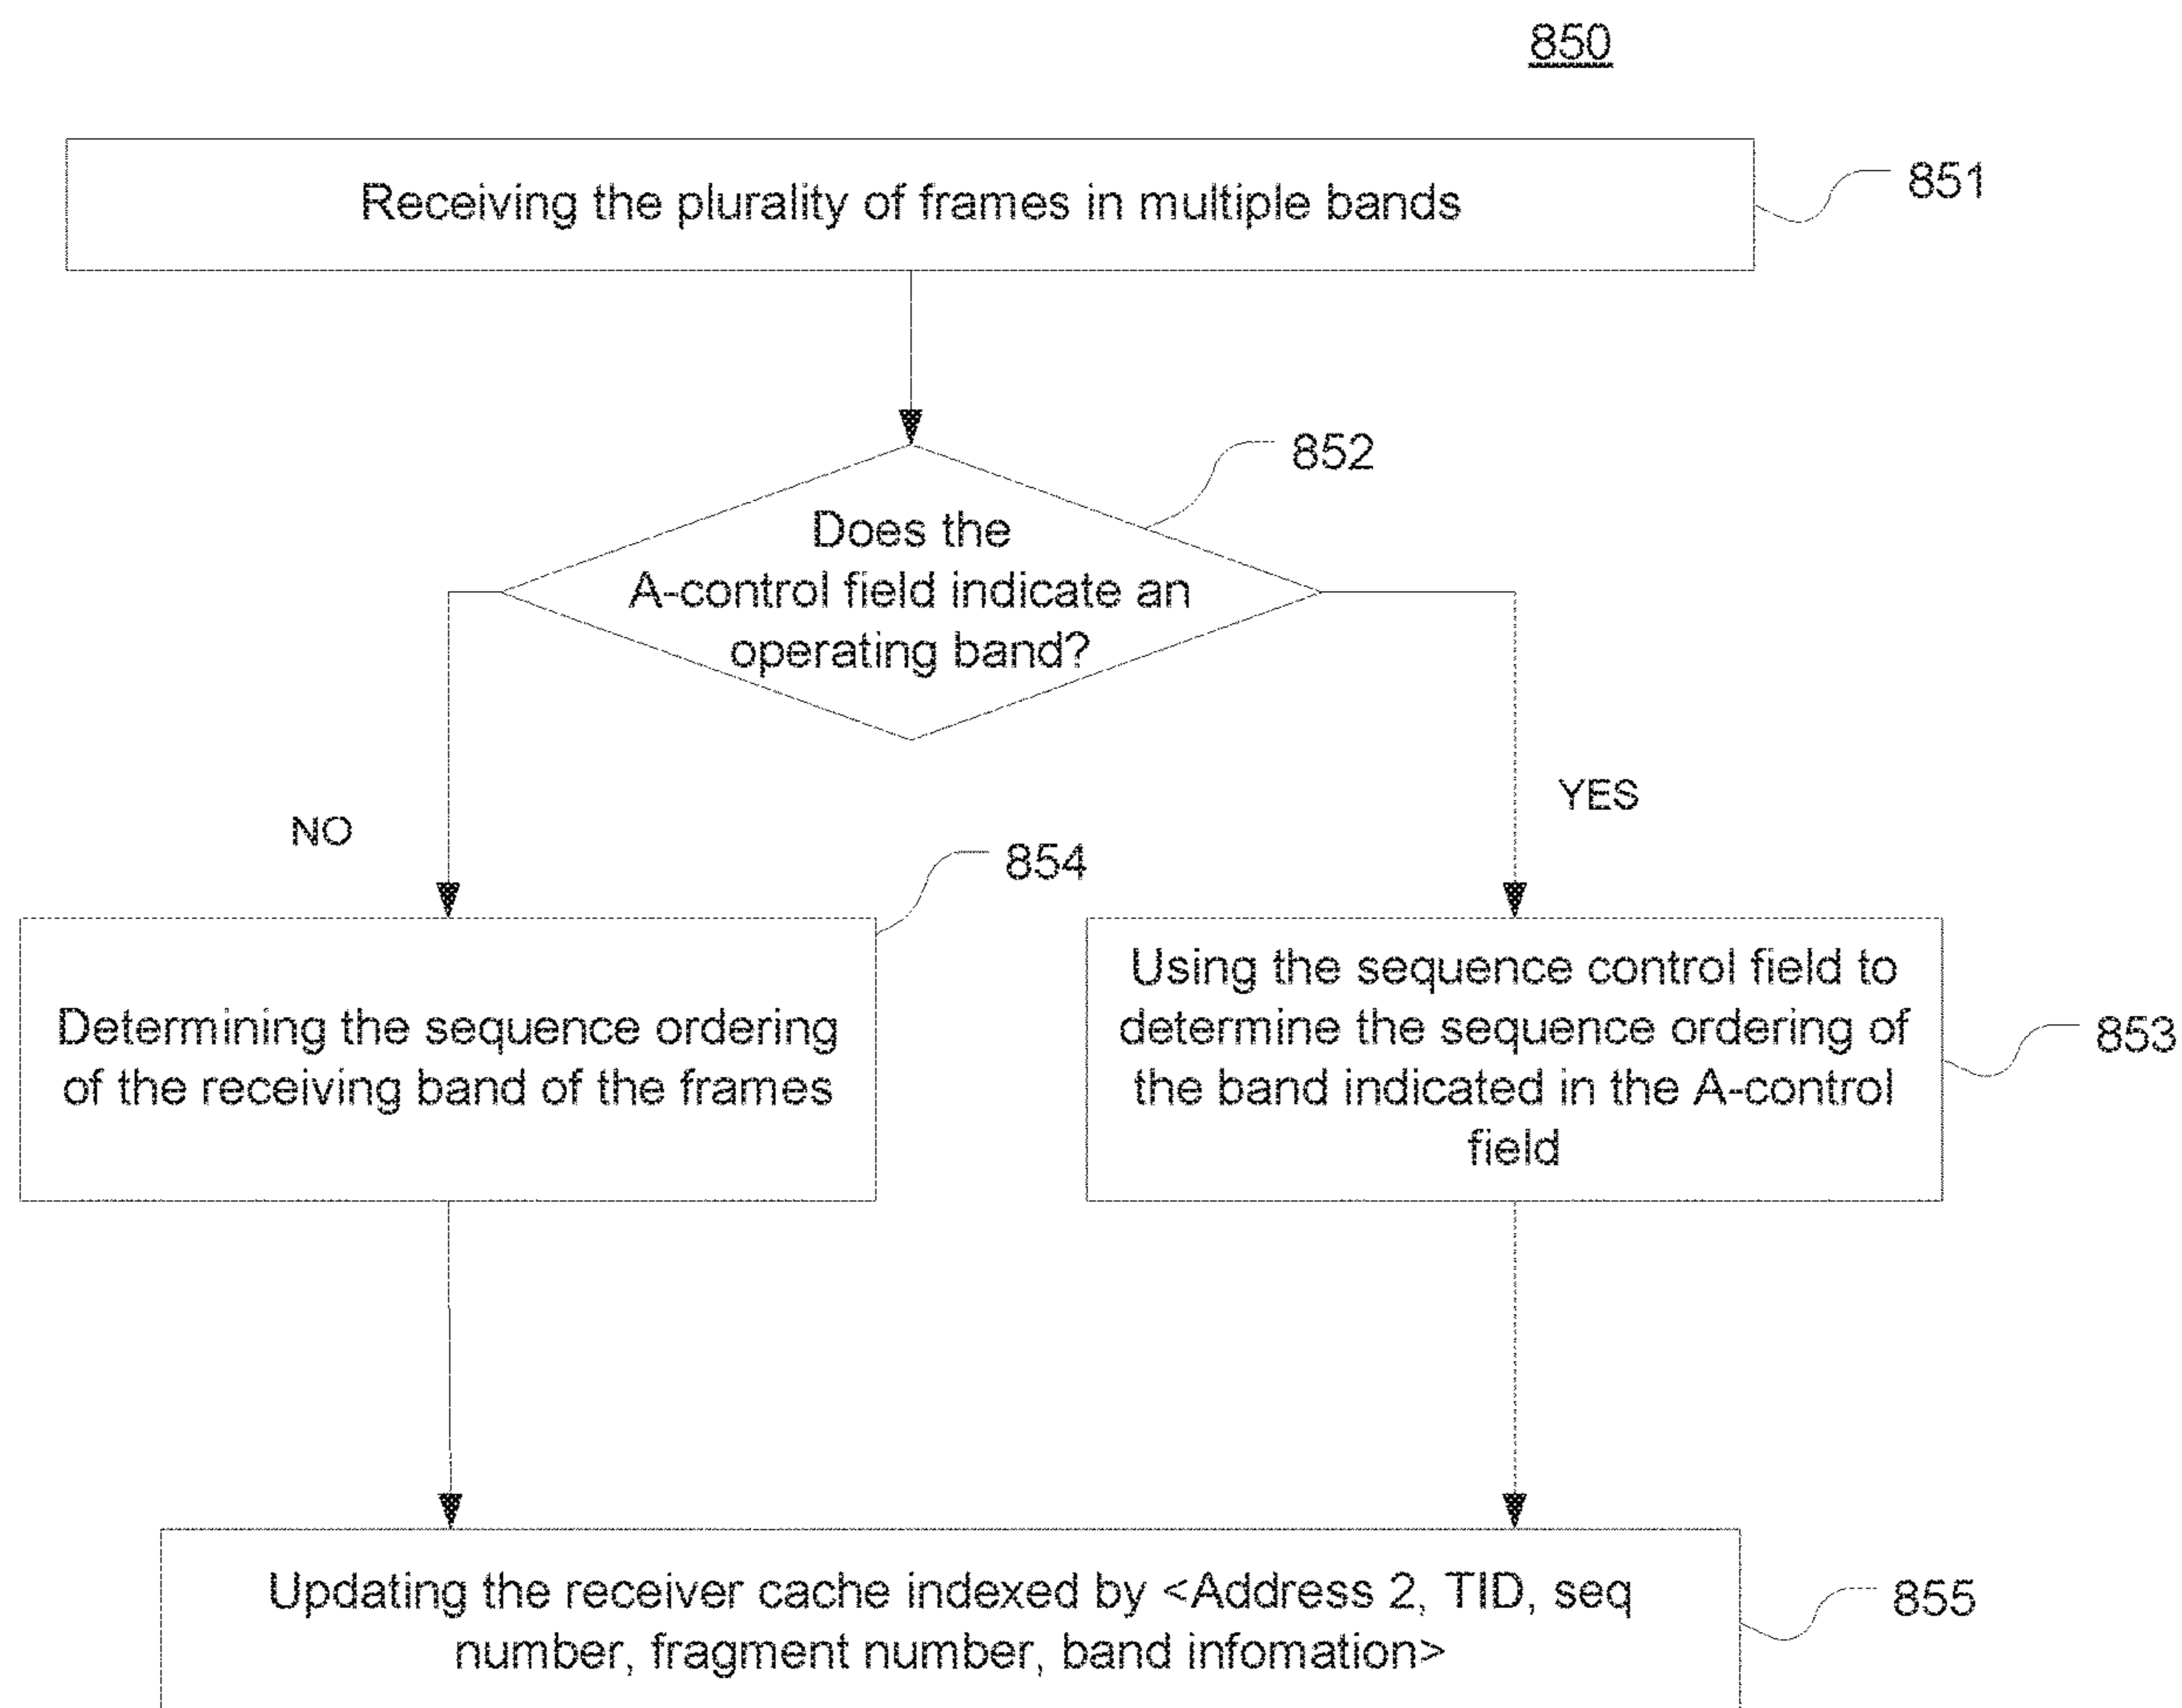 850
Receiving the plurality of frames in multiple bands
851
852
Does the
A-control field indicate an
operating band?
NO
YES
854
Determining the sequence ordering
of the receiving band of the frames
Using the sequence control field to
determine the sequence ordering of
the band indicated in the A-control
field
853
Updating the receiver cache indexed by <Address 2, TID, seq
number, fragment number, band infomation>
855